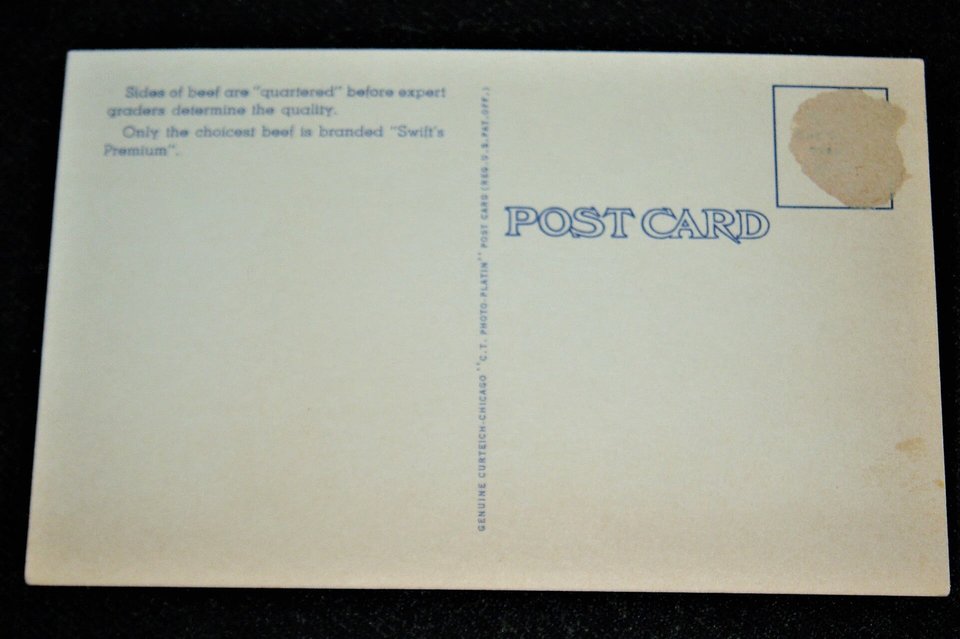 Sides of beef are "quartered" before expert
graders determine the quality.
Only the choicest beef is branded "Swift's
Premium".
GENUINE CURTEICH-CHICAGO "C.T. PHOTO-PLATIN" POST CARD (REG. U.S. PAT. OFF.)
POST CARD